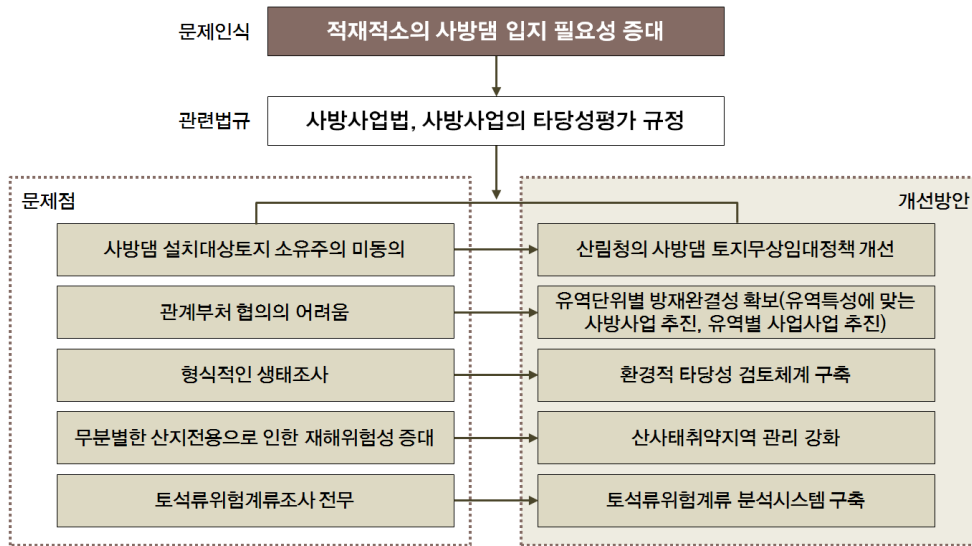 문제인식
적재적소의 사방댐 입지 필요성 증대
관련법규
사방사업법, 사방사업의 타당성평가 규정
문제점
개선방안
사방댐 설치대상토지 소유주의 미동의
산림청의 사방댐 토지무상임대정책 개선
관계부처 협의의 어려움
유역단위별 방재완결성 확보(유역특성에 맞는
사방사업 추진, 유역별 사업사업 추진)
형식적인 생태조사
환경적 타당성 검토체계 구축
무분별한 산지전용으로 인한 재해위험성 증대
산사태취약지역 관리 강화
토석류위험계류조사 전무
토석류위험계류 분석시스템 구축